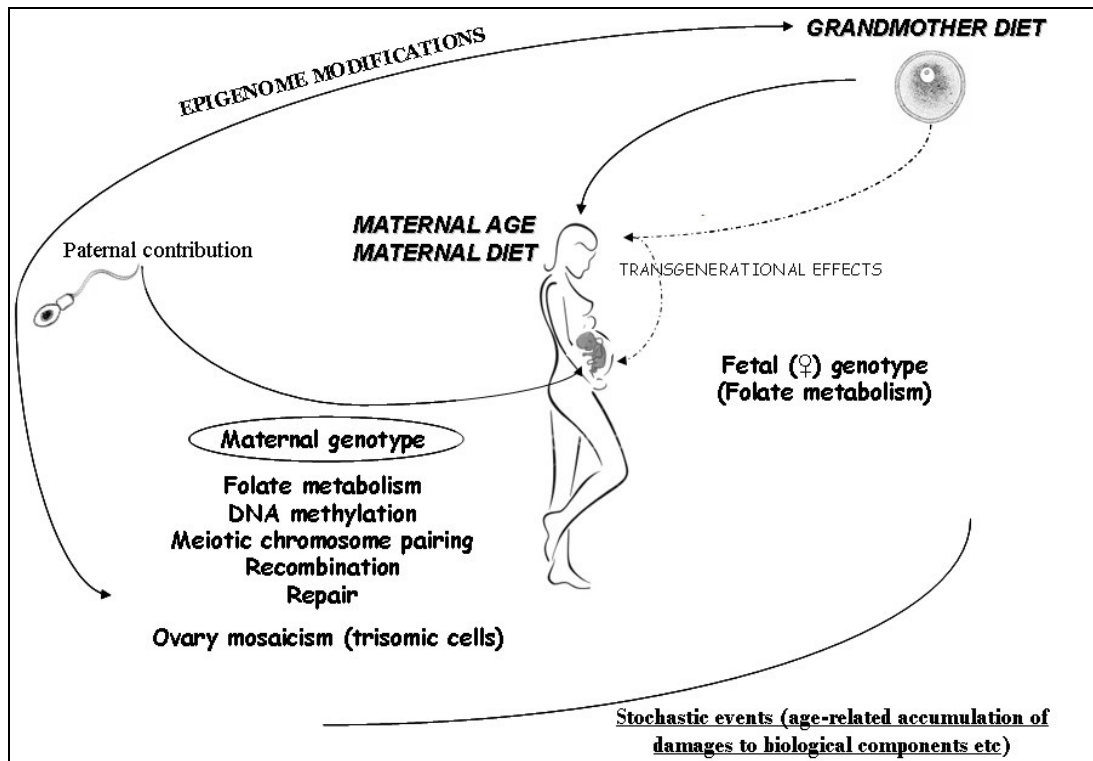 GRANDMOTHER DIET
EPIGENOME MODIFICATIONS
MATERNAL AGE
MATERNAL DIET
Paternal contribution
TRANSGENERATIONAL EFFECTS
Fetal (♀) genotype
(Folate metabolism)
Maternal genotype
Folate metabolism
DNA methylation
Meiotic chromosome pairing
Recombination
Repair
Ovary mosaicism (trisomic cells)
Stochastic events (age-related accumulation of
damages to biological components etc)